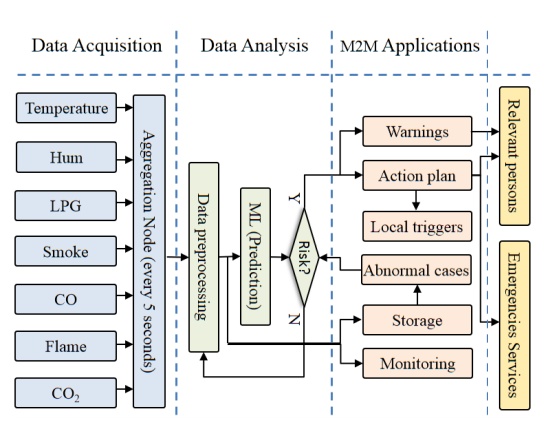 Data Acquisition
Data Analysis
M2M Applications
Temperature
Hum
LPG
Smoke
CO
Flame
CO₂
Aggregation Node (every 5 seconds)
Data preprocessing
ML (Prediction)
Risk?
Y
N
Warnings
Action plan
Local triggers
Abnormal cases
Storage
Monitoring
Relevant persons
Emergencies Services